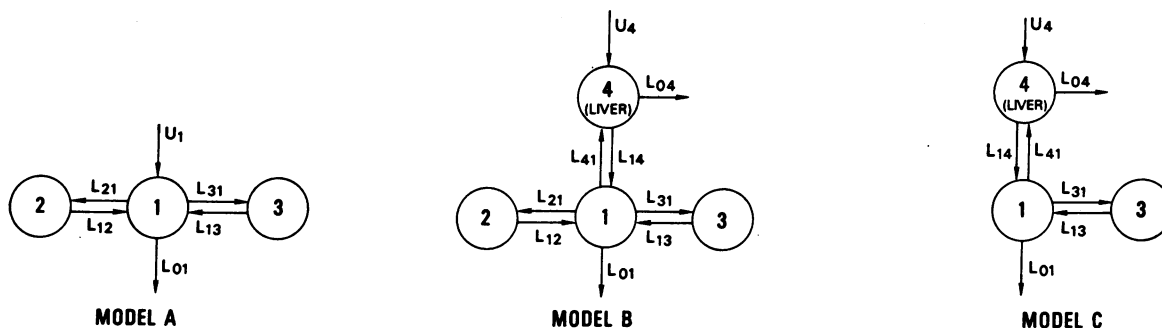 U1
L21
L31
2
1
3
L12
L13
L01
MODEL A
U4
4
(LIVER)
L04
L41
L14
L21
L31
2
1
3
L12
L13
L01
MODEL B
U4
4
(LIVER)
L04
L14
L41
L31
1
3
L13
L01
MODEL C